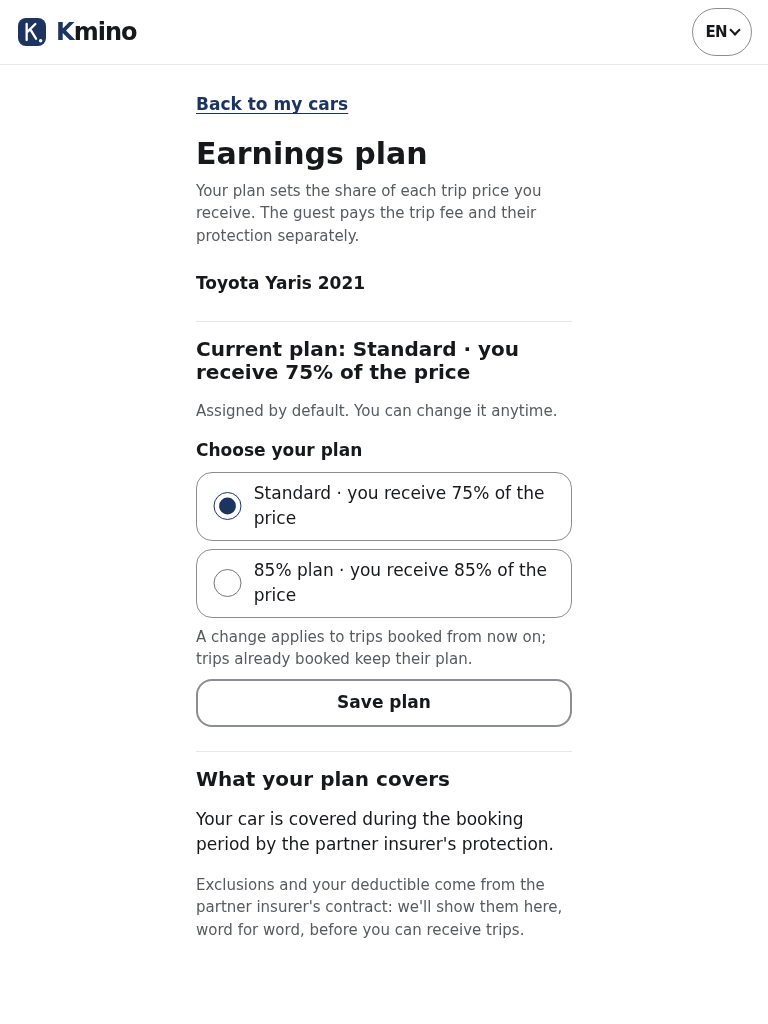 K. Kmino
EN
Back to my cars
Earnings plan
Your plan sets the share of each trip price you
receive. The guest pays the trip fee and their
protection separately.
Toyota Yaris 2021
Current plan: Standard · you
receive 75% of the price
Assigned by default. You can change it anytime.
Choose your plan
Standard · you receive 75% of the
price
85% plan · you receive 85% of the
price
A change applies to trips booked from now on;
trips already booked keep their plan.
Save plan
What your plan covers
Your car is covered during the booking
period by the partner insurer's protection.
Exclusions and your deductible come from the
partner insurer's contract: we'll show them here,
word for word, before you can receive trips.